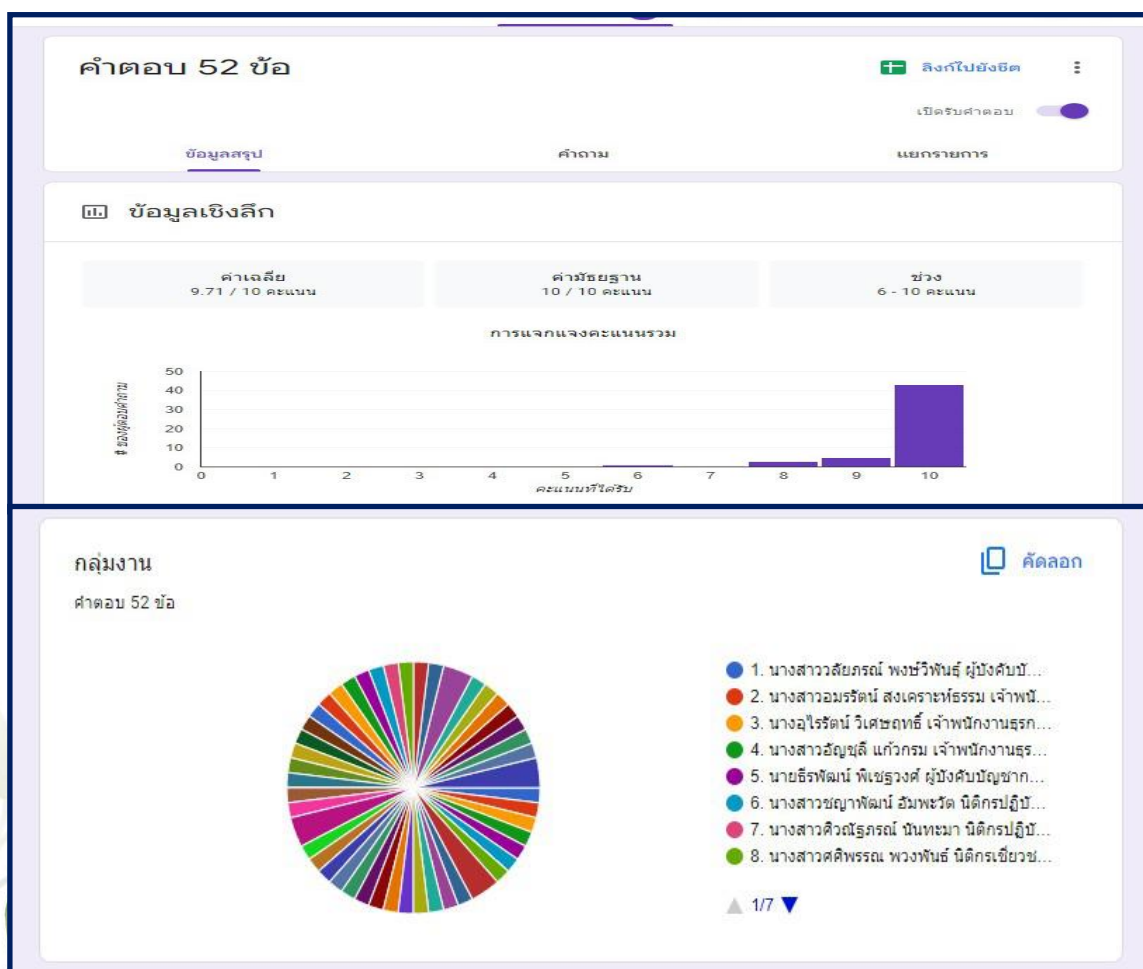 คำตอบ 52 ข้อ
ลิงก์ไปยังชีต
เปิดรับคำตอบ
ข้อมูลสรุป คำถาม แยกรายการ
ข้อมูลเชิงลึก
ค่าเฉลี่ย ค่ามัธยฐาน ช่วง
9.71 / 10 คะแนน 10 / 10 คะแนน 6 - 10 คะแนน
การแจกแจงคะแนนรวม
# ของผู้ตอบคำถาม
50
40
30
20
10
0
0 1 2 3 4 5 6 7 8 9 10
คะแนนที่ได้รับ
กลุ่มงาน
คัดลอก
คำตอบ 52 ข้อ
1. นางสาววลัยภรณ์ พงษ์วิพันธุ์ ผู้บังคับบั...
2. นางสาวอมรรัตน์ สงเคราะห์ธรรม เจ้าพนั...
3. นางอุไรรัตน์ วิเศษฤทธิ์ เจ้าพนักงานธุรก...
4. นางสาวอัญชุลี แก้วกรม เจ้าพนักงานธุร...
5. นายธีรพัฒน์ พิเชฐวงศ์ ผู้บังคับบัญชาก...
6. นางสาวชญาพัฒน์ อัมพะวัต นิติกรปฏิบั...
7. นางสาวศิวณัฐภรณ์ นันทะมา นิติกรปฏิบั...
8. นางสาวศศิพรรณ พวงพันธ์ นิติกรเชี่ยวช...
1/7